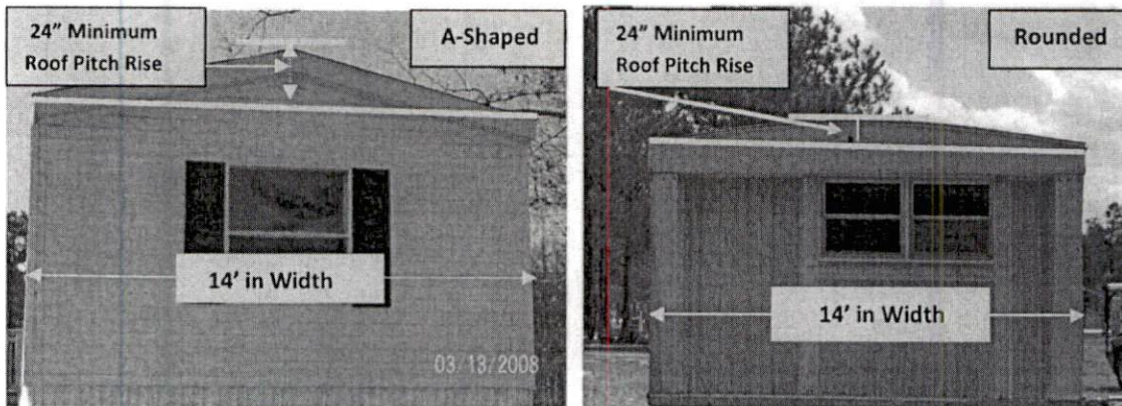 24” Minimum
Roof Pitch Rise
A-Shaped
14’ in Width
03/13/2008
24” Minimum
Roof Pitch Rise
Rounded
14’ in Width